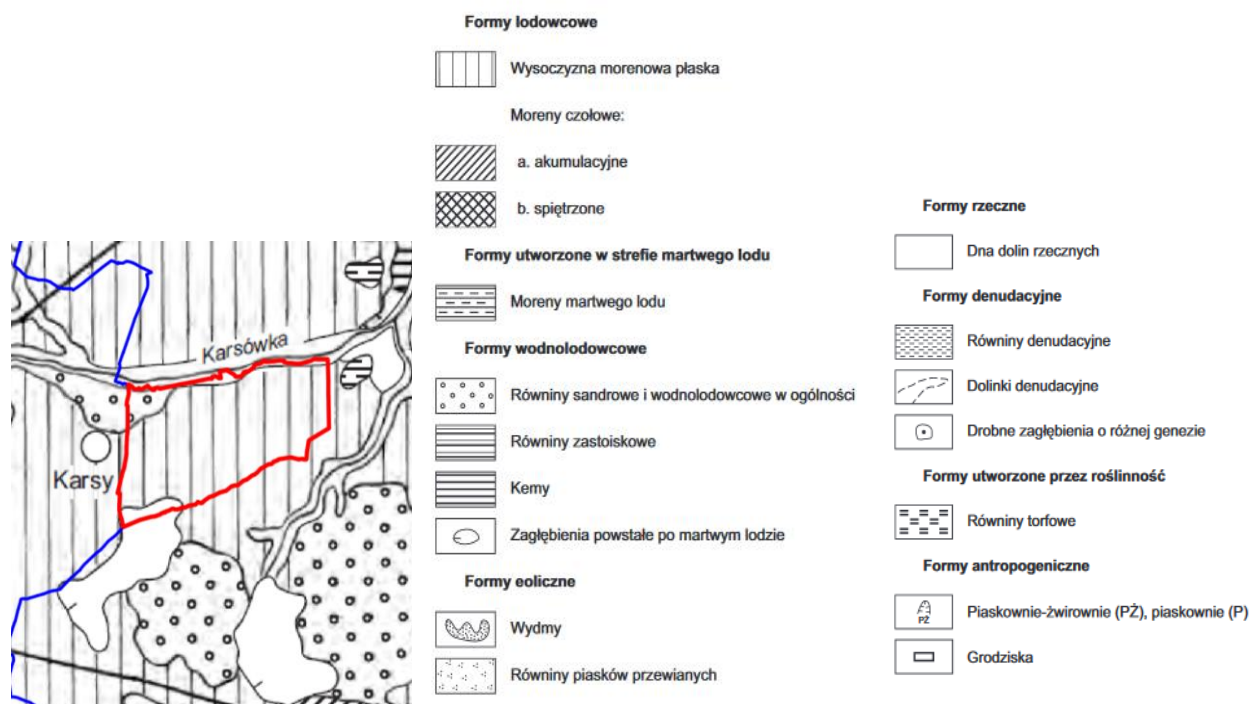 Karsówka
Karsy
Formy lodowcowe
Wysoczyzna morenowa płaska
Moreny czołowe:
a. akumulacyjne
b. spiętrzone
Formy utworzone w strefie martwego lodu
Moreny martwego lodu
Formy wodnolodowcowe
Równiny sandrowe i wodnolodowcowe w ogólności
Równiny zastoiskowe
Kemy
Zagłębienia powstałe po martwym lodzie
Formy eoliczne
Wydmy
Równiny piasków przewianych
Formy rzeczne
Dna dolin rzecznych
Formy denudacyjne
Równiny denudacyjne
Dolinki denudacyjne
Drobne zagłębienia o różnej genezie
Formy utworzone przez roślinność
Równiny torfowe
Formy antropogeniczne
PŻ
Piaskownie-żwirownie (PŻ), piaskownie (P)
Grodziska